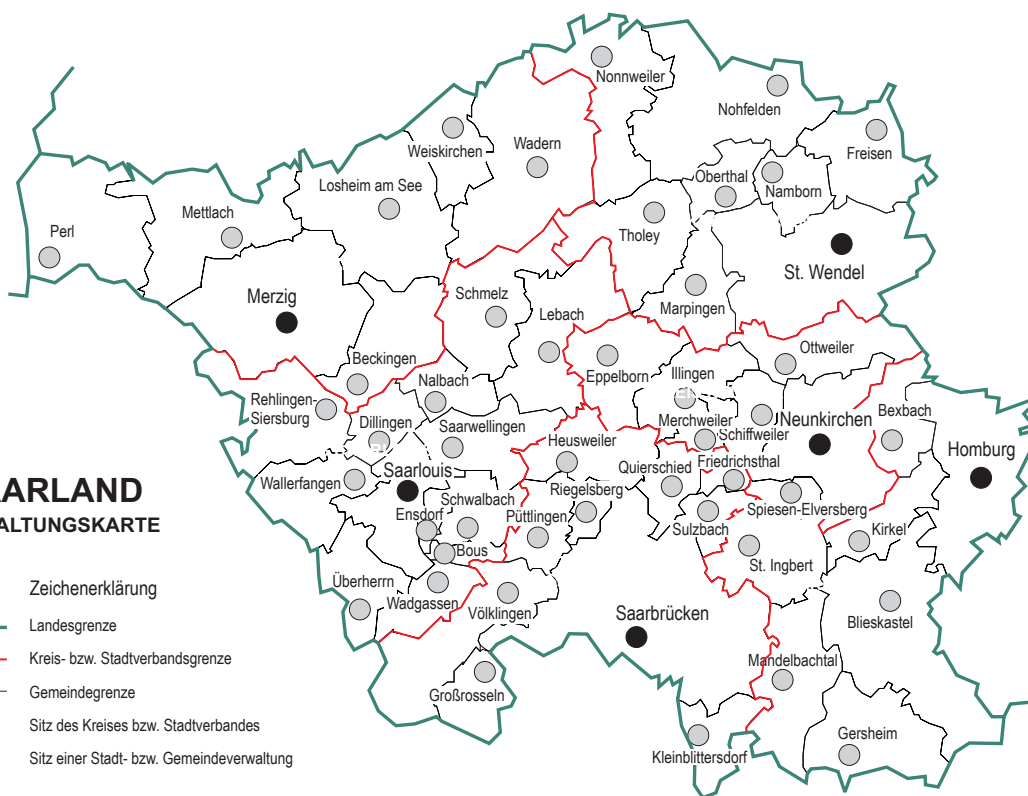 Nonnweiler
Nohfelden
Freisen
Weiskirchen
Wadern
Losheim am See
Oberthal
Namborn
Mettlach
Perl
Tholey
St. Wendel
Merzig
Schmelz
Marpingen
Lebach
Beckingen
Ottweiler
Eppelborn
Illingen
Nalbach
Rehlingen-
Siersburg
Dillingen
Saarwellingen
Merchweiler
Schiffweiler
Neunkirchen
Bexbach
Homburg
Heusweiler
Quierschied
Friedrichsthal
Wallerfangen
Saarlouis
Schwalbach
Riegelsberg
Spiesen-Elversberg
Ensdorf
Püttlingen
Sulzbach
Kirkel
Bous
St. Ingbert
Überherrn
Wadgassen
Völklingen
Saarbrücken
Blieskastel
Mandelbachtal
Großrosseln
Gersheim
Kleinblittersdorf
ARLAND
ALTUNGSKARTE
Zeichenerklärung
Landesgrenze
Kreis- bzw. Stadtverbandsgrenze
Gemeindegrenze
Sitz des Kreises bzw. Stadtverbandes
Sitz einer Stadt- bzw. Gemeindeverwaltung